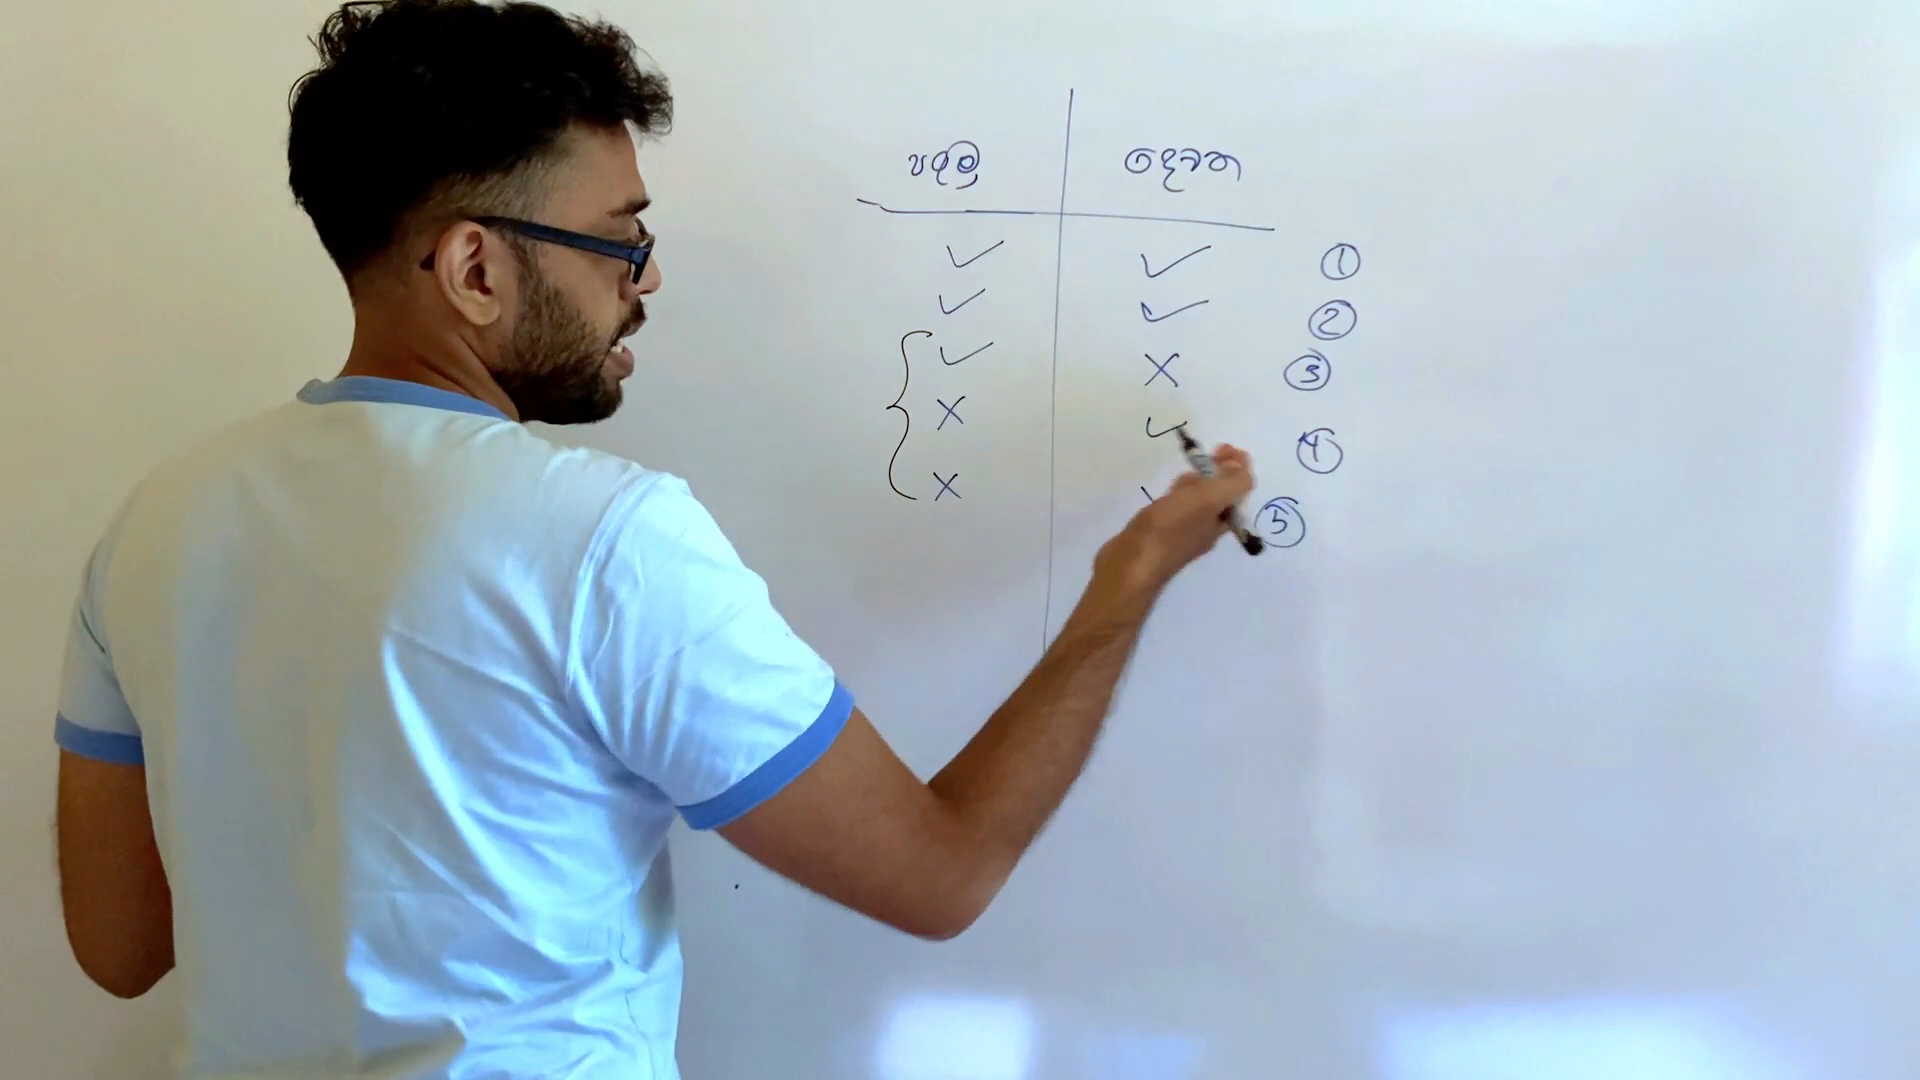 පළමු දෙවන
✓ ✓ ①
✓ ✓ ②
✓ X ③
X ✓ ④
X ⑤